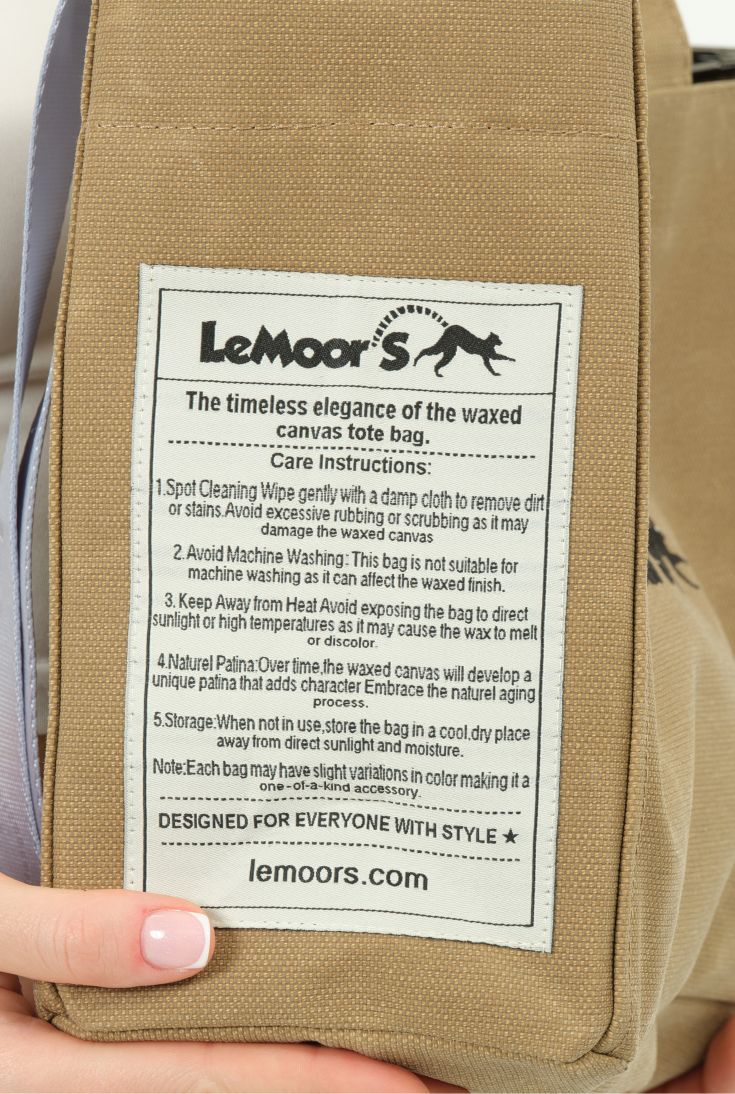 LeMoor's
The timeless elegance of the waxed
canvas tote bag.
Care Instructions:
1.Spot Cleaning Wipe gently with a damp cloth to remove dirt
or stains.Avoid excessive rubbing or scrubbing as it may
damage the waxed canvas
2.Avoid Machine Washing:This bag is not suitable for
machine washing as it can affect the waxed finish.
3.Keep Away from Heat Avoid exposing the bag to direct
sunlight or high temperatures as it may cause the wax to melt
or discolor.
4.Naturel Patina:Over time,the waxed canvas will develop a
unique patina that adds character Embrace the naturel aging
process.
5.Storage:When not in use,store the bag in a cool,dry place
away from direct sunlight and moisture.
Note:Each bag may have slight variations in color making it a
one-of-a-kind accessory.
DESIGNED FOR EVERYONE WITH STYLE ★
lemoors.com